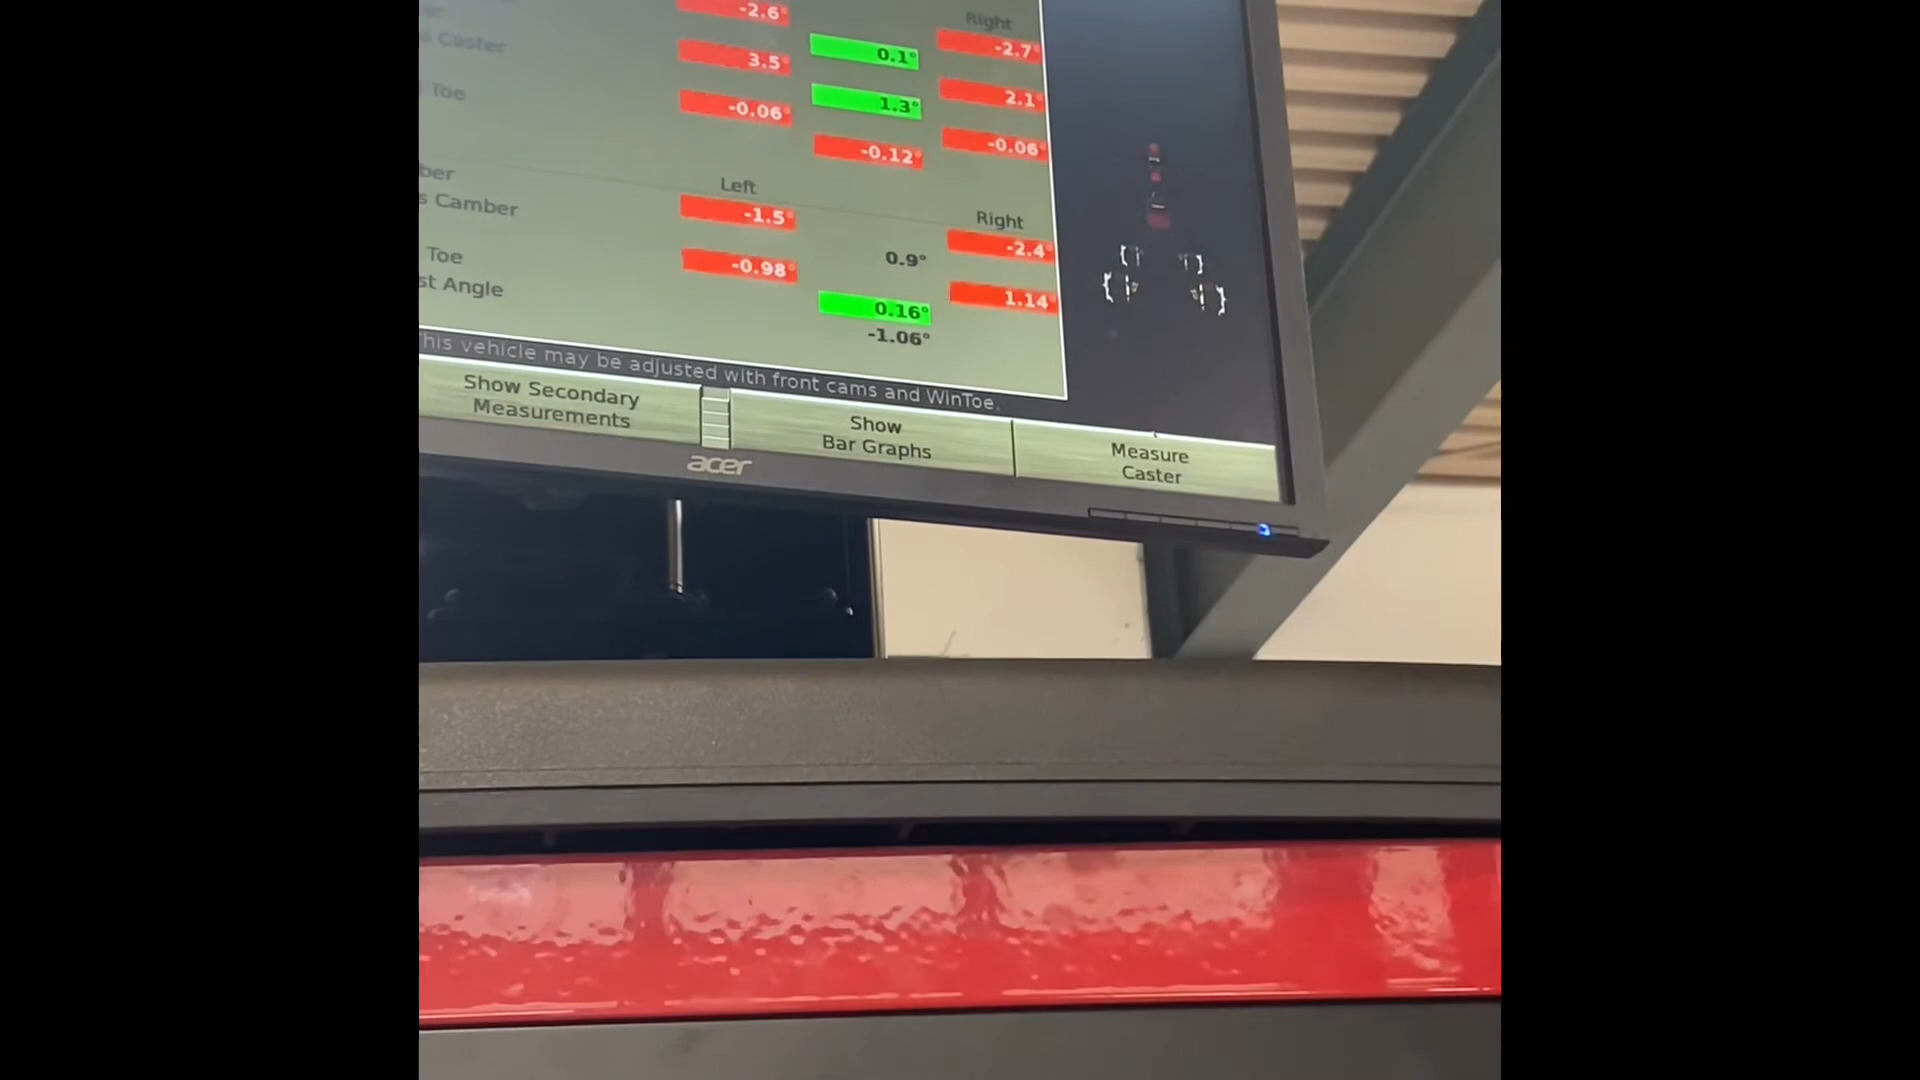 -2.6°
Right
s Caster
0.1°
-2.7°
3.5°
Toe
1.3°
2.1°
-0.06°
-0.12°
-0.06°
Left
ber
s Camber
-1.5°
Right
0.9°
-2.4°
Toe
-0.98°
st Angle
0.16°
1.14°
-1.06°
his vehicle may be adjusted with front cams and WinToe.
Show Secondary
Measurements
Show
Bar Graphs
Measure
Caster
acer